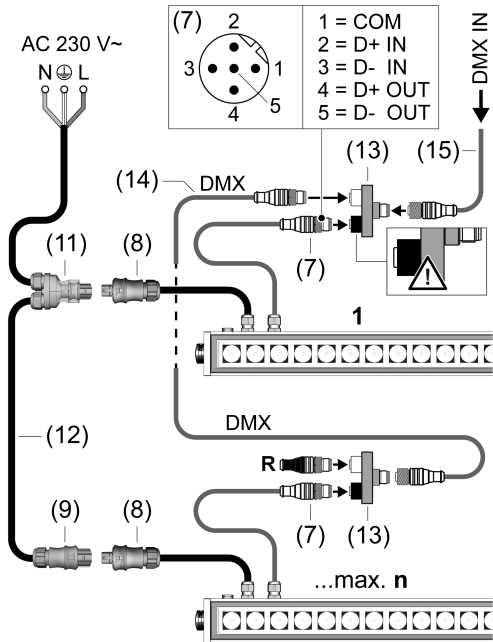 (7)
2
3
1
4
5
1 = COM
2 = D+ IN
3 = D- IN
4 = D+ OUT
5 = D- OUT
DMX IN
AC 230 V~
N L
(13)
(15)
(14)
DMX
(11)
(8)
(7)
1
(12)
DMX
R
(9)
(8)
(7)
(13)
...max. n